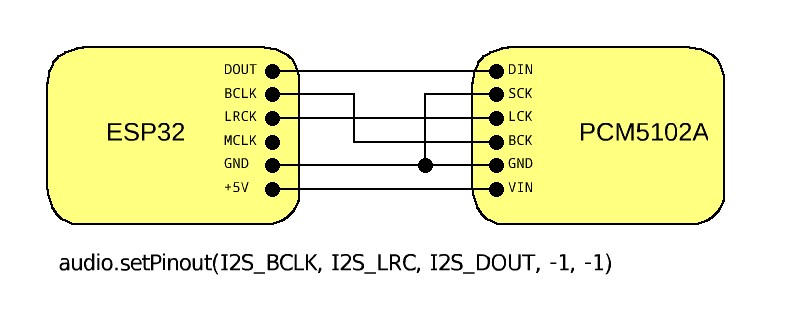 DOUT
BCLK
LRCK
MCLK
GND
+5V
ESP32
DIN
SCK
LCK
BCK
GND
VIN
PCM5102A
audio.setPinout(I2S_BCLK, I2S_LRC, I2S_DOUT, -1, -1)